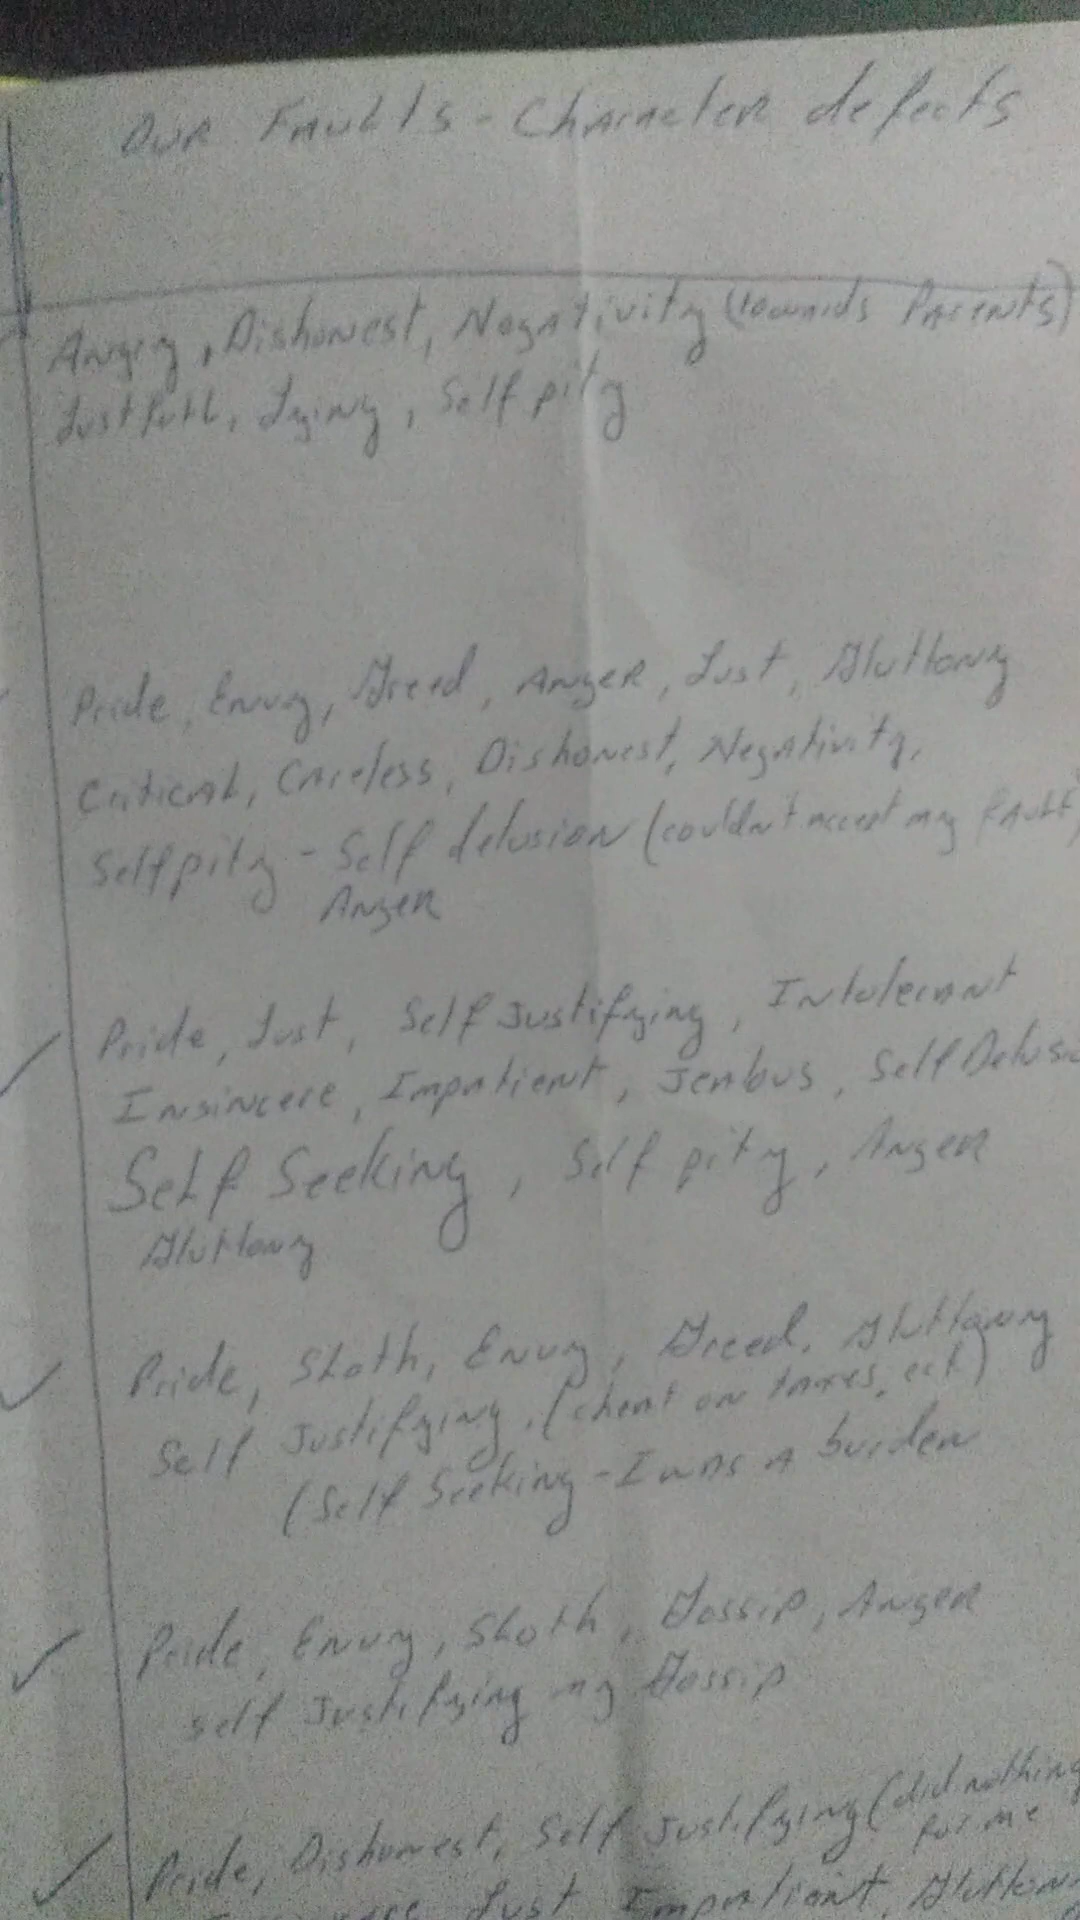 Our Faults - Character defects
Angry, Dishonest, Negativity (towards Parents)
Lustfull, Lying, Self pity
Pride, Envy, Greed, Anger, Lust, Gluttony
Critical, Careless, Dishonest, Negativity,
Selfpity - Self delusion (couldn't accept my fault)
Anger
Pride, Lust, Self Justifying, Intolerant
Insincere, Impatient, Jealous, Self Delusi
Self Seeking, Self pity, Anger
Gluttony
Pride, Sloth, Envy, Greed, Gluttony
Self Justifying, (cheat on taxes, ect)
(Self Seeking - I was a burden
Pride, Envy, Sloth, Gossip, Anger
self Justifying my Gossip
Pride, Dishonest, Self Justifying (did nothing
for me
Lust Impatient, Glutton